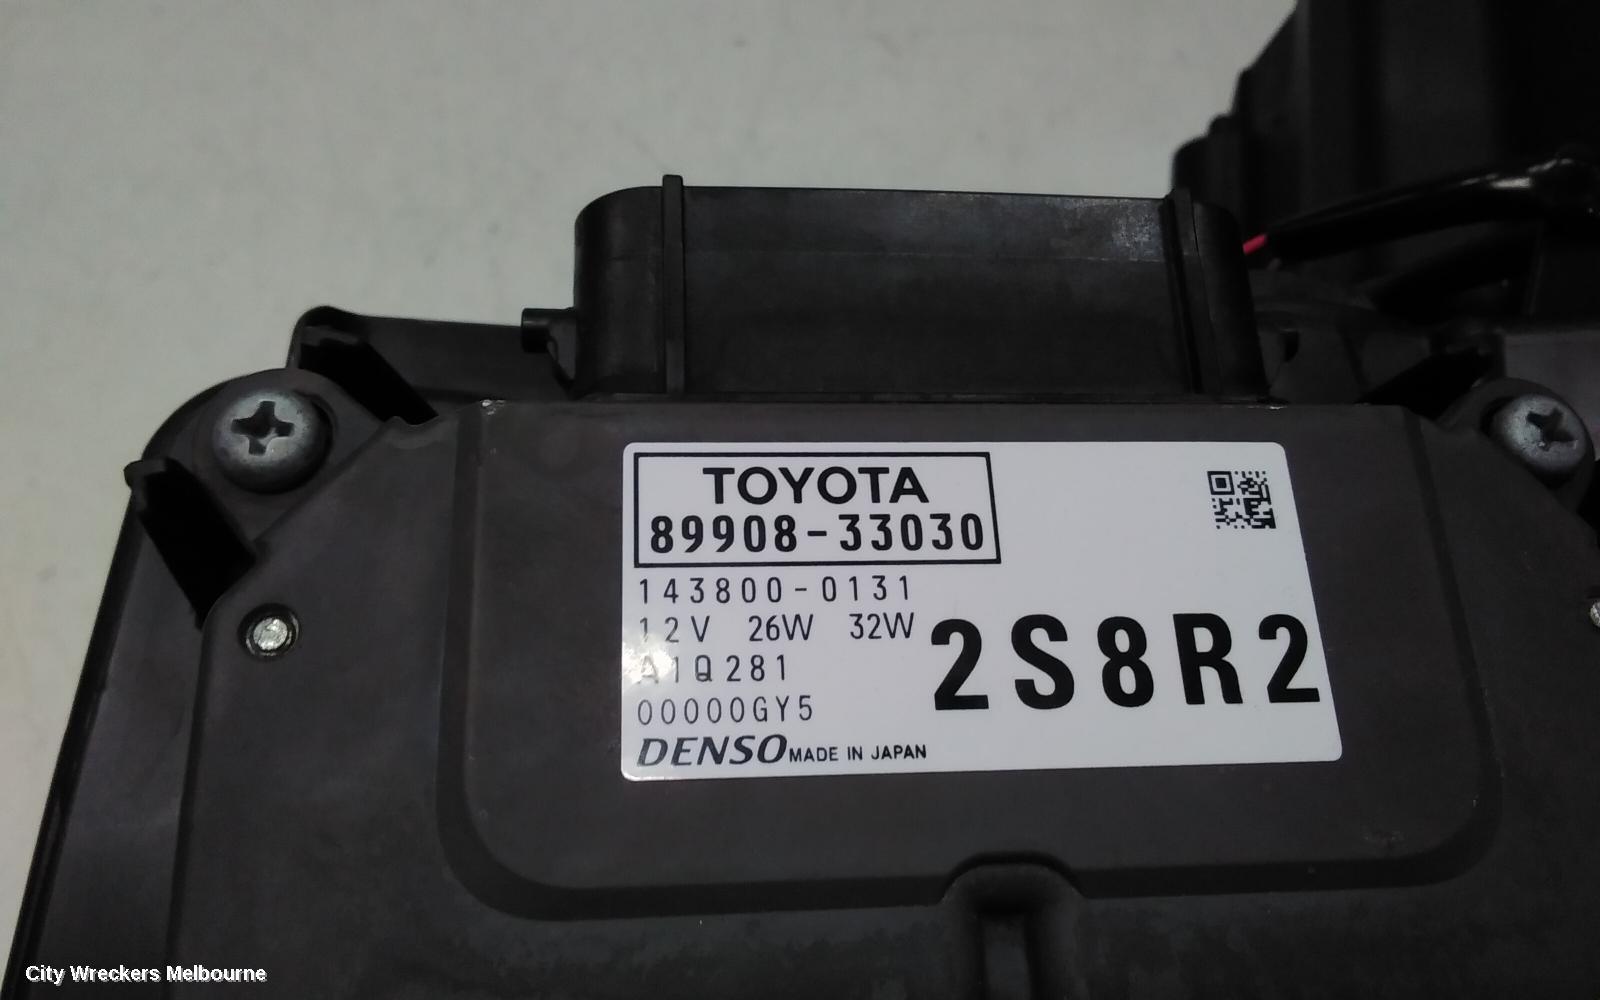 TOYOTA
89908-33030
143800-0131
12V 26W 32W
A1Q281
2S8R2
00000GY5
DENSO MADE IN JAPAN
City Wreckers Melbourne